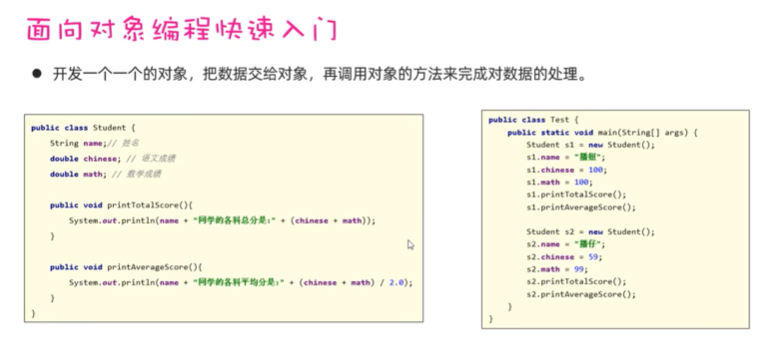 面向对象编程快速入门
● 开发一个一个的对象，把数据交给对象，再调用对象的方法来完成对数据的处理。
public class Student {
String name;// 姓名
double chinese; // 语文成绩
double math; // 数学成绩
public void printTotalScore(){
System.out.println(name + "同学的各科总分是:" + (chinese + math));
}
public void printAverageScore(){
System.out.println(name + "同学的各科平均分是:" + (chinese + math) / 2.0);
}
}
public class Test {
public static void main(String[] args) {
Student s1 = new Student();
s1.name = "播妞";
s1.chinese = 100;
s1.math = 100;
s1.printTotalScore();
s1.printAverageScore();
Student s2 = new Student();
s2.name = "播仔";
s2.chinese = 59;
s2.math = 99;
s2.printTotalScore();
s2.printAverageScore();
}
}